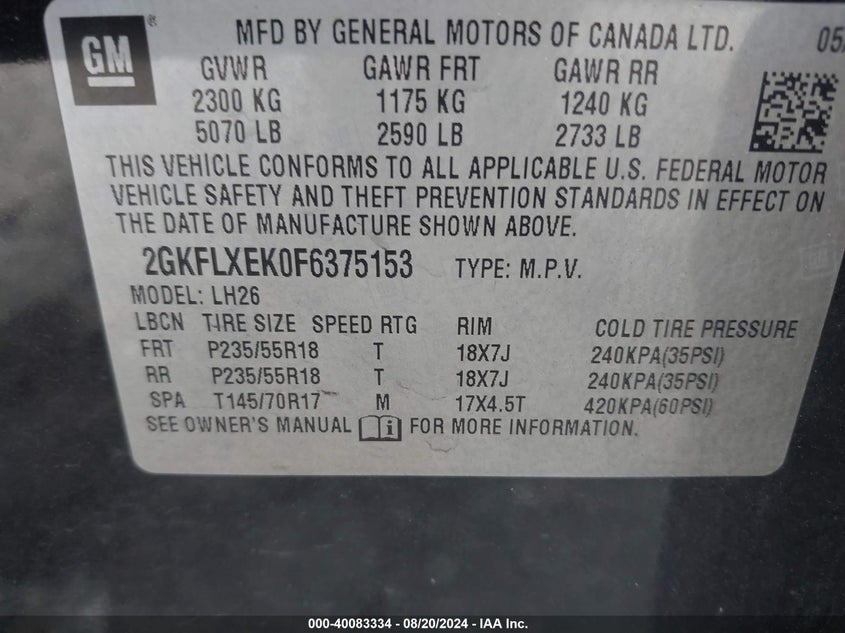 GM ®
MFD BY GENERAL MOTORS OF CANADA LTD. 05/
GVWR GAWR FRT GAWR RR
2300 KG 1175 KG 1240 KG
5070 LB 2590 LB 2733 LB
THIS VEHICLE CONFORMS TO ALL APPLICABLE U.S. FEDERAL MOTOR
VEHICLE SAFETY AND THEFT PREVENTION STANDARDS IN EFFECT ON
THE DATE OF MANUFACTURE SHOWN ABOVE.
2GKFLXEK0F6375153 TYPE: M.P.V.
MODEL: LH26
LBCN TIRE SIZE SPEED RTG RIM COLD TIRE PRESSURE
FRT P235/55R18 T 18X7J 240KPA(35PSI)
RR P235/55R18 T 18X7J 240KPA(35PSI)
SPA T145/70R17 M 17X4.5T 420KPA(60PSI)
SEE OWNER'S MANUAL FOR MORE INFORMATION.
000-40083334 - 08/20/2024 - IAA Inc.